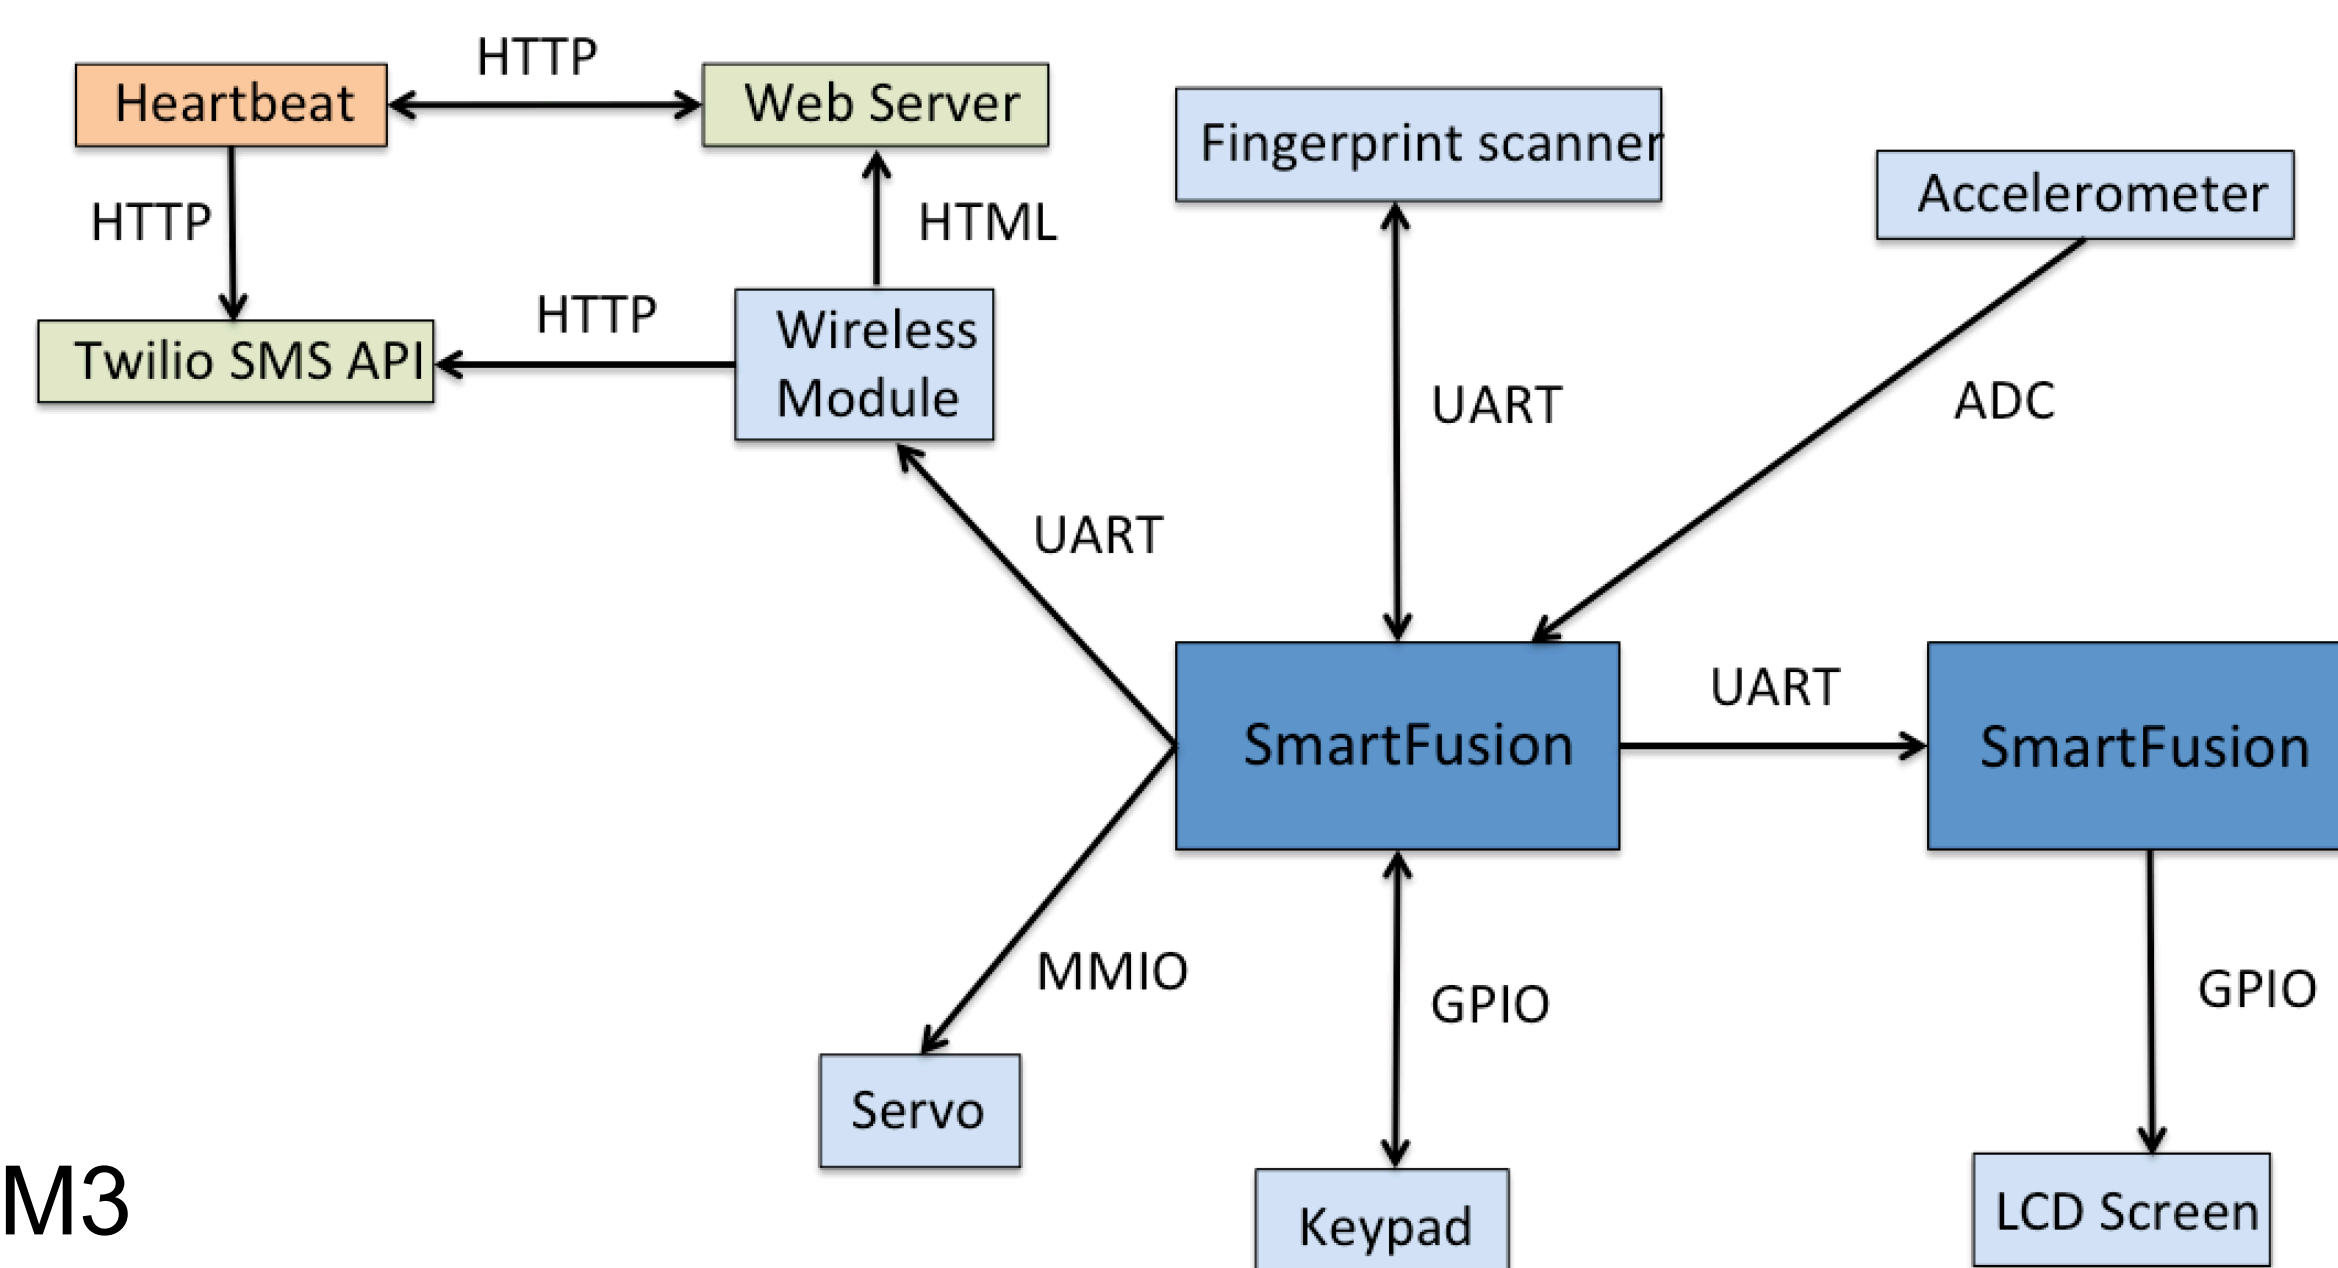 HTTP
Heartbeat
Web Server
Fingerprint scanner
Accelerometer
HTTP
HTML
HTTP
Twilio SMS API
Wireless
Module
UART
ADC
UART
UART
SmartFusion
SmartFusion
MMIO
GPIO
GPIO
Servo
M3
Keypad
LCD Screen